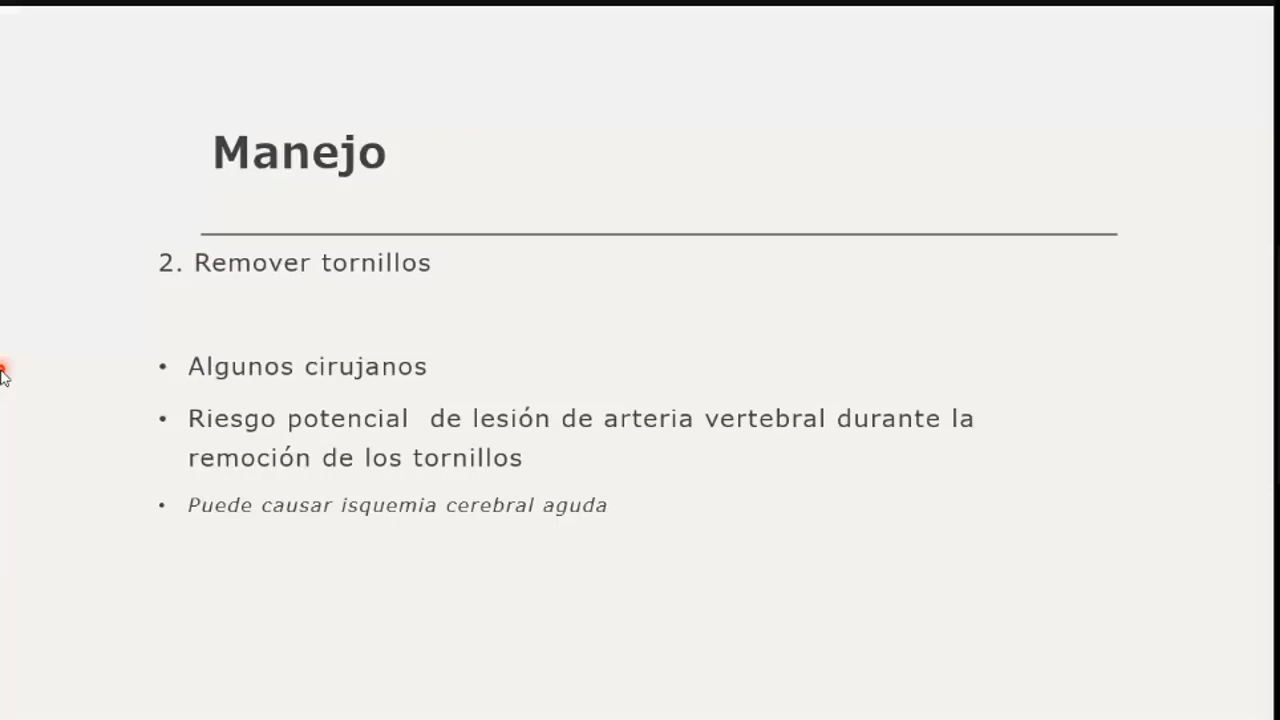 Manejo
2. Remover tornillos
• Algunos cirujanos
• Riesgo potencial  de lesión de arteria vertebral durante la
remoción de los tornillos
• Puede causar isquemia cerebral aguda